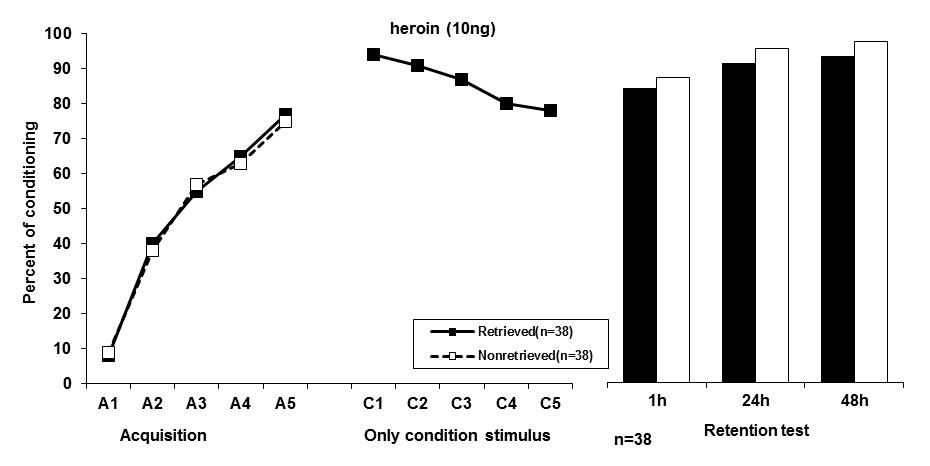 heroin (10ng)
Percent of conditioning
100
90
80
70
60
50
40
30
20
10
0
Retrieved(n=38)
Nonretrieved(n=38)
A1 A2 A3 A4 A5 C1 C2 C3 C4 C5 1h 24h 48h
Acquisition Only condition stimulus n=38 Retention test